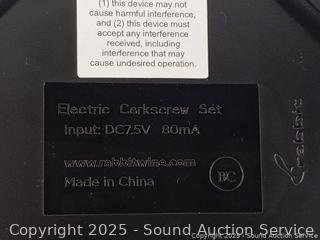 (1) this device may not
cause harmful interference,
and (2) this device must
accept any interference
received, including
interference that may
cause undesired operation.
Electric Corkscrew Set
Input: DC7.5V 80mA
www.rabbitwine.com
Made in China
BC
Copyright 2025 - Sound Auction Service
Copyright 2025 - Sound Auction Service